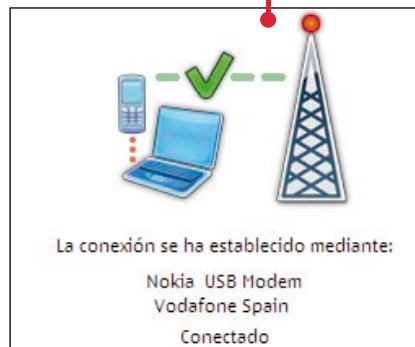 La conexión se ha establecido mediante:
Nokia USB Modem
Vodafone Spain
Conectado